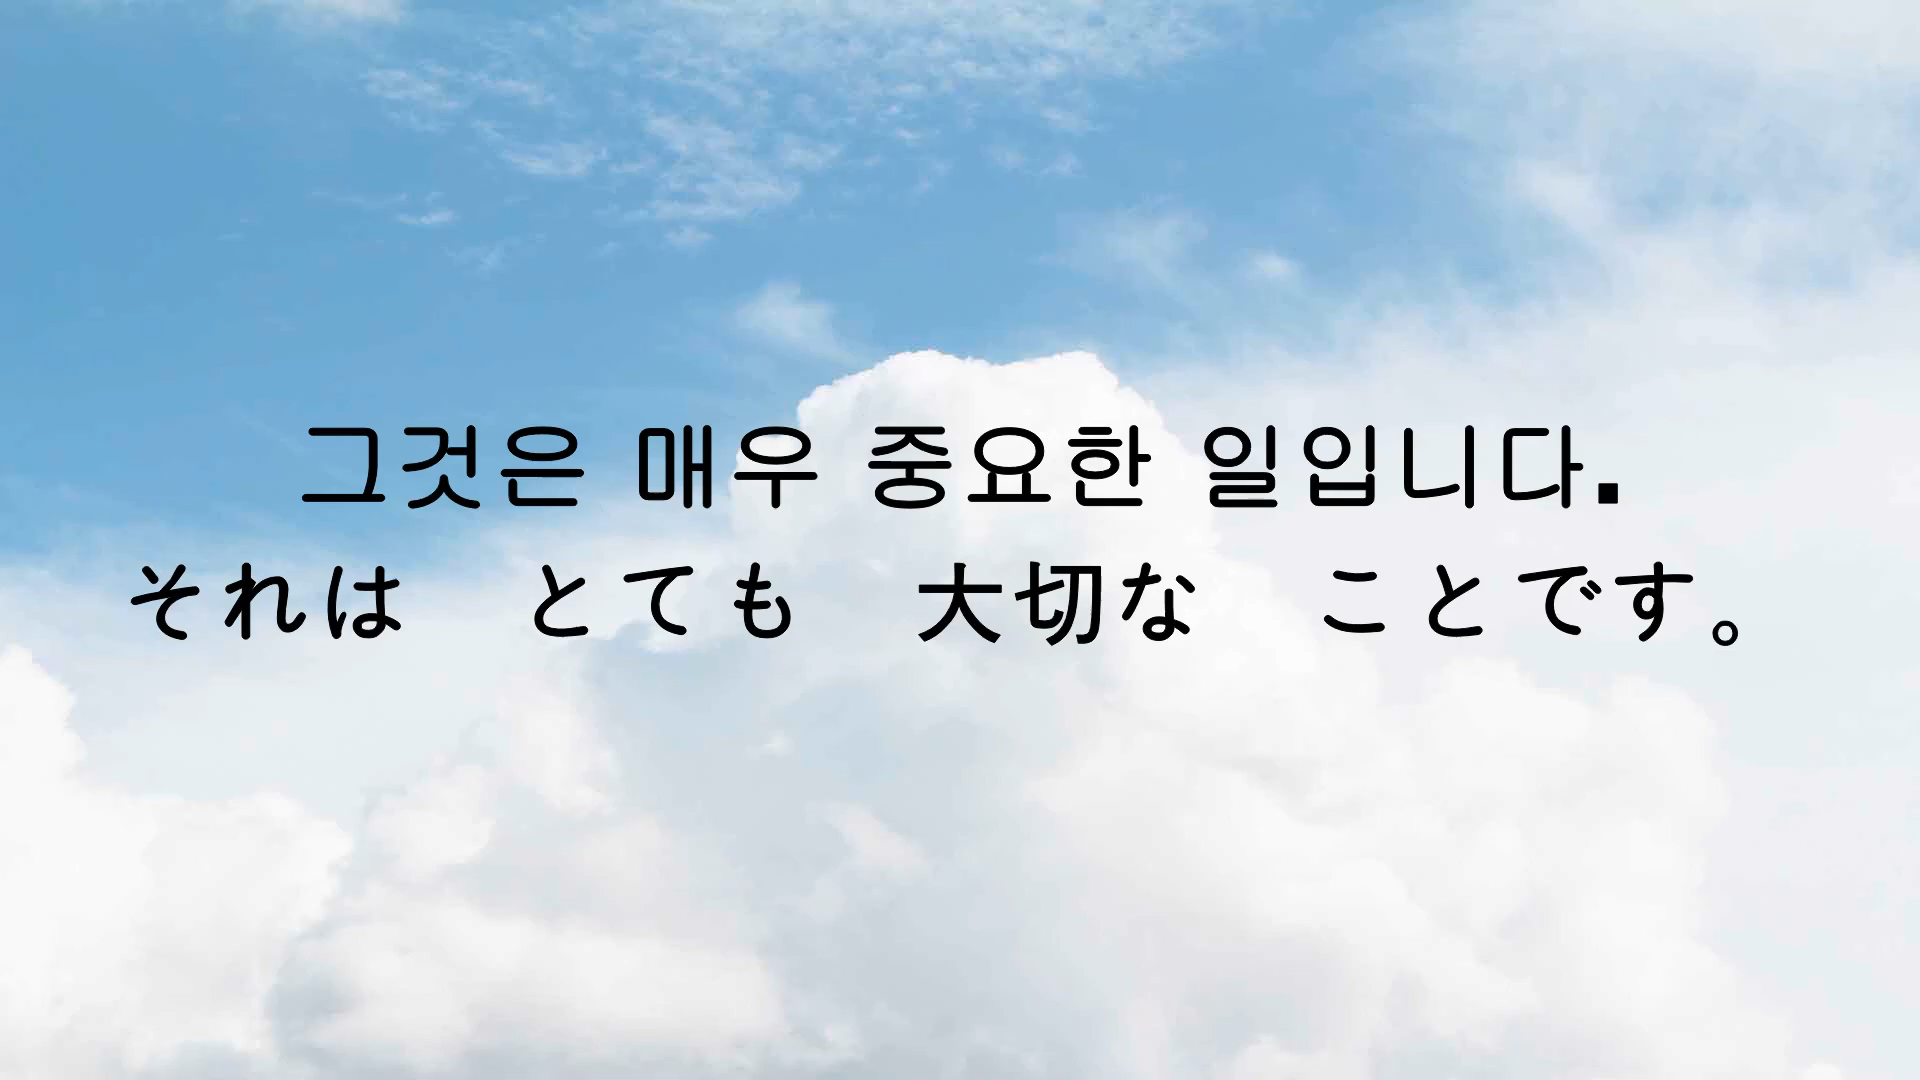 그것은 매우 중요한 일입니다.
それは　とても　大切な　ことです。